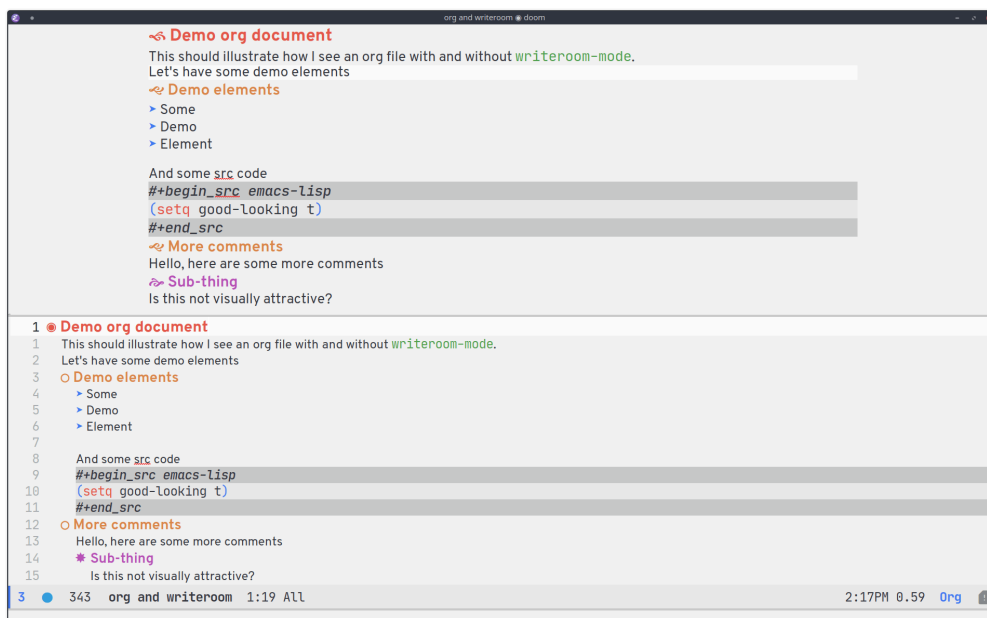 org and writeroom ◉ doom
Demo org document
This should illustrate how I see an org file with and without writeroom-mode.
Let's have some demo elements
Demo elements
➤ Some
➤ Demo
➤ Element
And some src code
#+begin_src emacs-lisp
(setq good-looking t)
#+end_src
More comments
Hello, here are some more comments
Sub-thing
Is this not visually attractive?
1 ◉ Demo org document
1 This should illustrate how I see an org file with and without writeroom-mode.
2 Let's have some demo elements
3 ○ Demo elements
4 ➤ Some
5 ➤ Demo
6 ➤ Element
7
8 And some src code
9 #+begin_src emacs-lisp
10 (setq good-looking t)
11 #+end_src
12 ○ More comments
13 Hello, here are some more comments
14 ✸ Sub-thing
15 Is this not visually attractive?
3 343 org and writeroom 1:19 All 2:17PM 0.59 Org